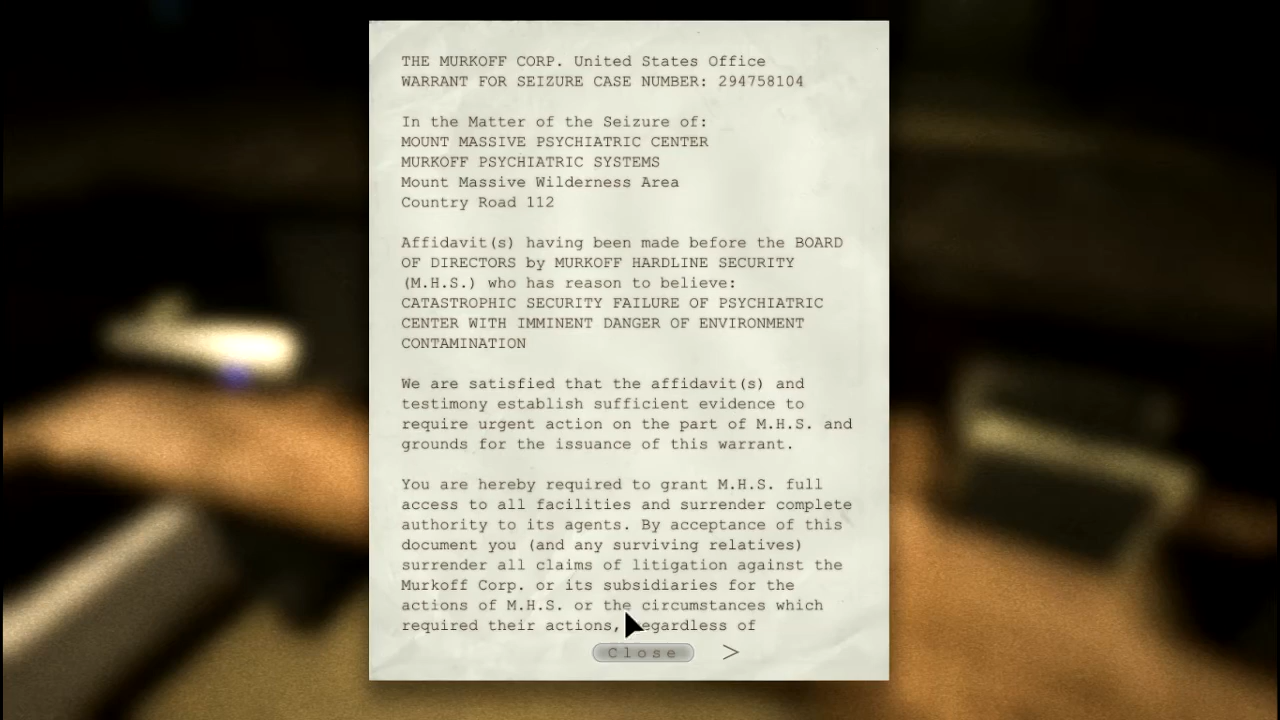 THE MURKOFF CORP. United States Office
WARRANT FOR SEIZURE CASE NUMBER: 294758104
In the Matter of the Seizure of:
MOUNT MASSIVE PSYCHIATRIC CENTER
MURKOFF PSYCHIATRIC SYSTEMS
Mount Massive Wilderness Area
Country Road 112
Affidavit(s) having been made before the BOARD
OF DIRECTORS by MURKOFF HARDLINE SECURITY
(M.H.S.) who has reason to believe:
CATASTROPHIC SECURITY FAILURE OF PSYCHIATRIC
CENTER WITH IMMINENT DANGER OF ENVIRONMENT
CONTAMINATION
We are satisfied that the affidavit(s) and
testimony establish sufficient evidence to
require urgent action on the part of M.H.S. and
grounds for the issuance of this warrant.
You are hereby required to grant M.H.S. full
access to all facilities and surrender complete
authority to its agents. By acceptance of this
document you (and any surviving relatives)
surrender all claims of litigation against the
Murkoff Corp. or its subsidiaries for the
actions of M.H.S. or the circumstances which
required their actions, regardless of
Close >